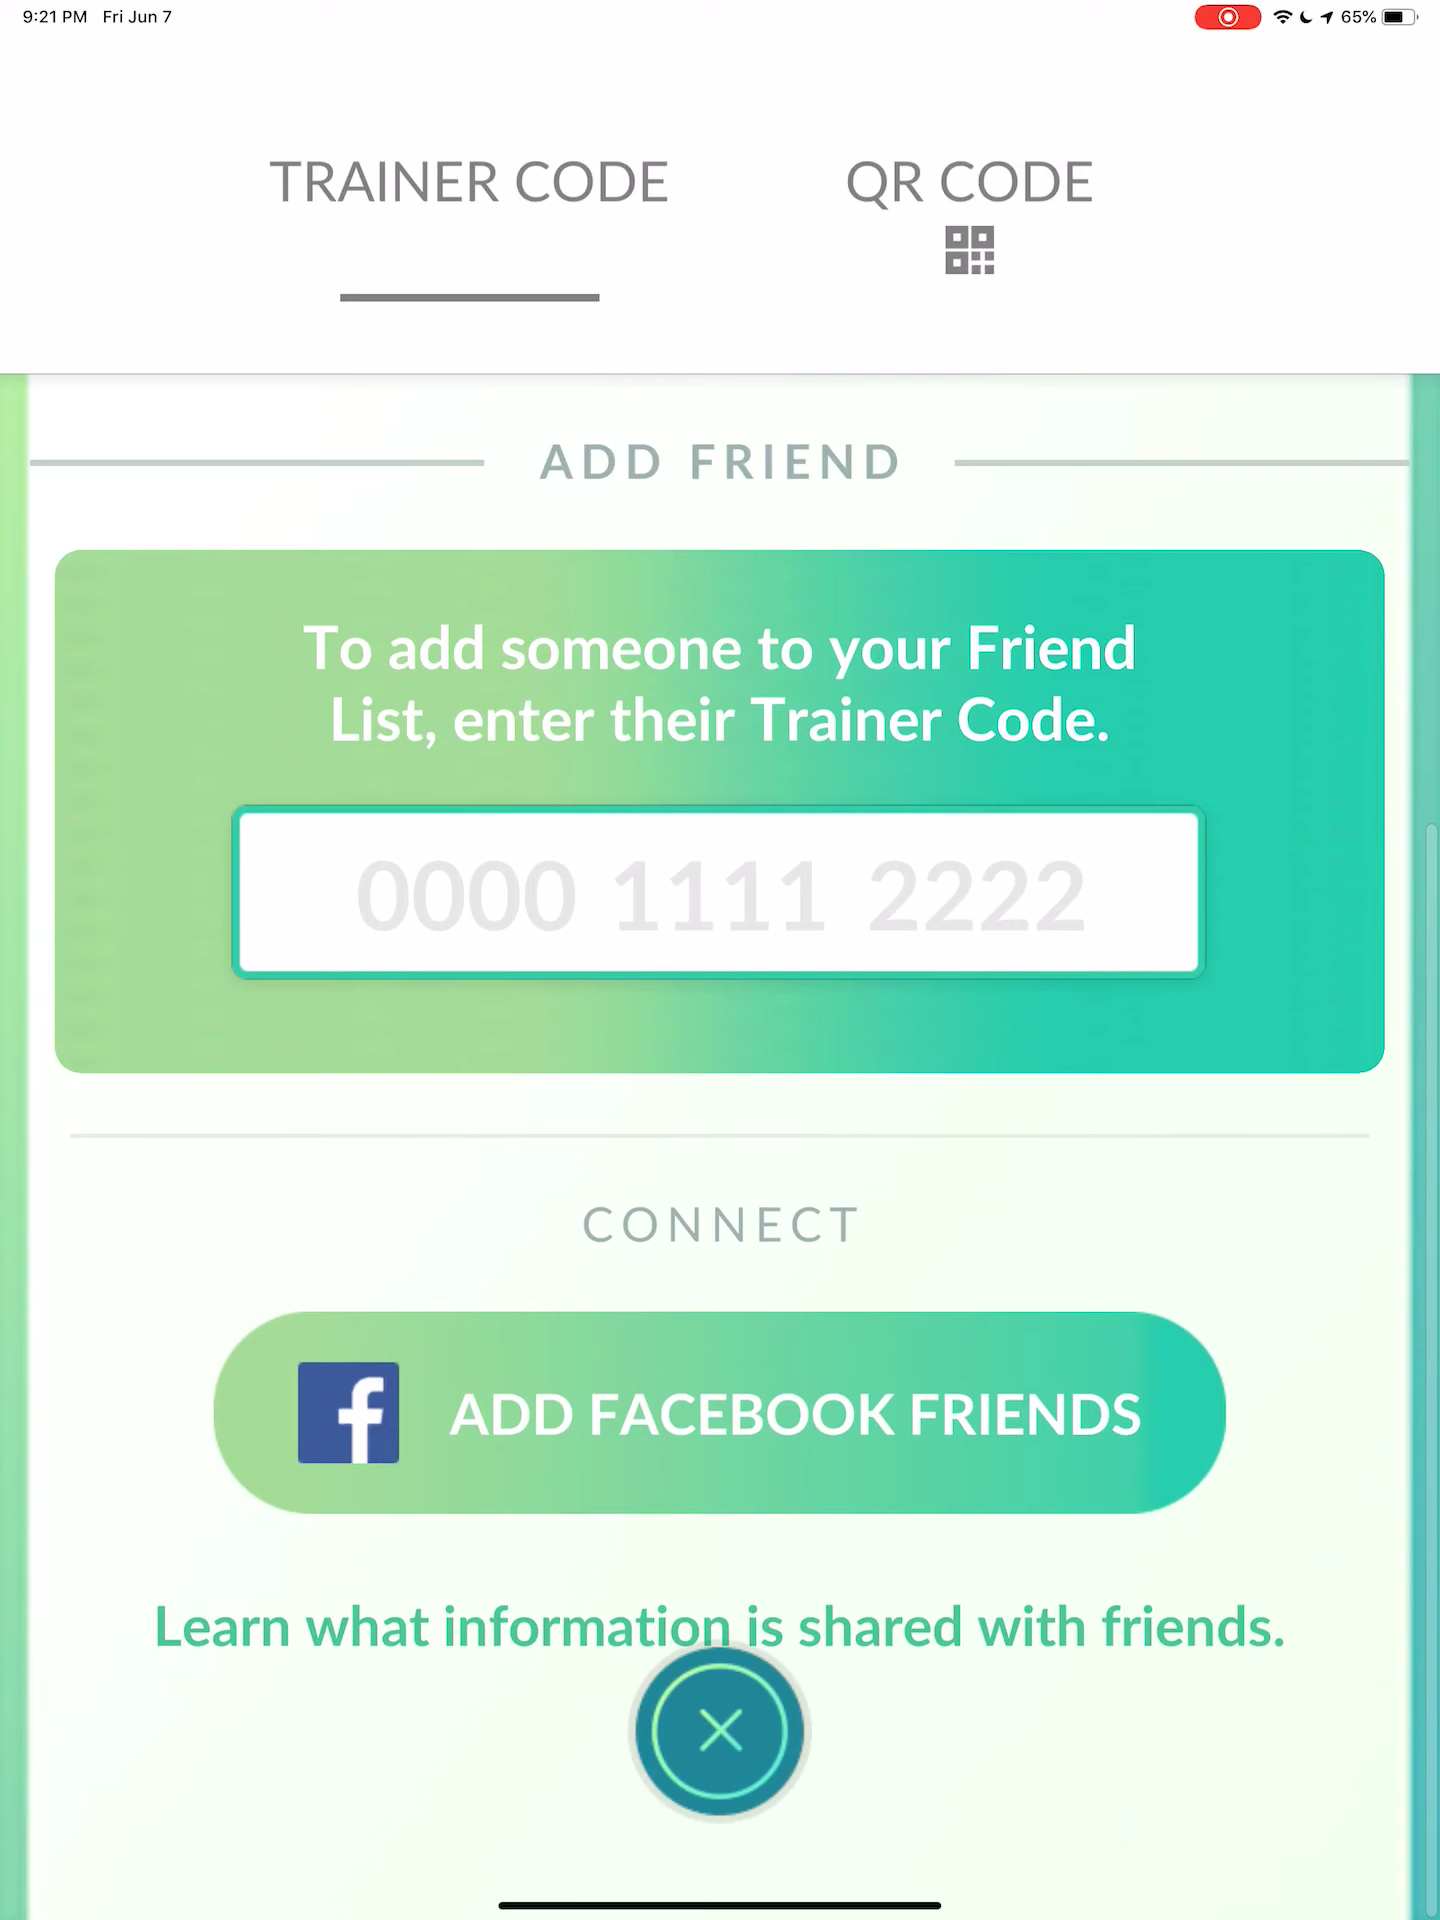 9:21 PM Fri Jun 7
65%
TRAINER CODE
QR CODE
ADD FRIEND
To add someone to your Friend
List, enter their Trainer Code.
0000 1111 2222
CONNECT
ADD FACEBOOK FRIENDS
Learn what information is shared with friends.